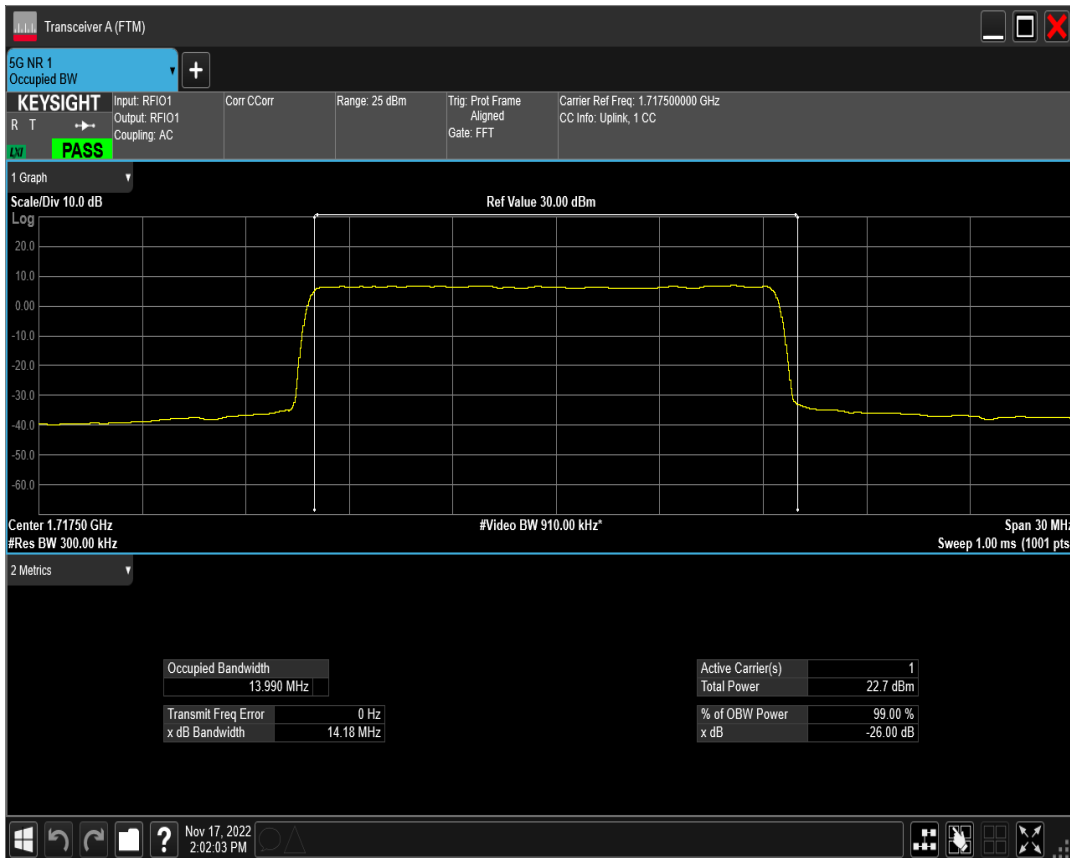 Transceiver A (FTM)
5G NR 1
Occupied BW
+
KEYSIGHT
R T
LXI
PASS
Input: RFIO1
Output: RFIO1
Coupling: AC
Corr CCorr
Range: 25 dBm
Trig: Prot Frame
Aligned
Gate: FFT
Carrier Ref Freq: 1.717500000 GHz
CC Info: Uplink, 1 CC
1 Graph
Scale/Div 10.0 dB
Ref Value 30.00 dBm
Log
20.0
10.0
0.00
-10.0
-20.0
-30.0
-40.0
-50.0
-60.0
Center 1.71750 GHz
#Video BW 910.00 kHz*
Span 30 MHz
#Res BW 300.00 kHz
Sweep 1.00 ms (1001 pts
2 Metrics
Occupied Bandwidth
13.990 MHz
Transmit Freq Error 0 Hz
x dB Bandwidth 14.18 MHz
Active Carrier(s) 1
Total Power 22.7 dBm
% of OBW Power 99.00 %
x dB -26.00 dB
?
Nov 17, 2022
2:02:03 PM